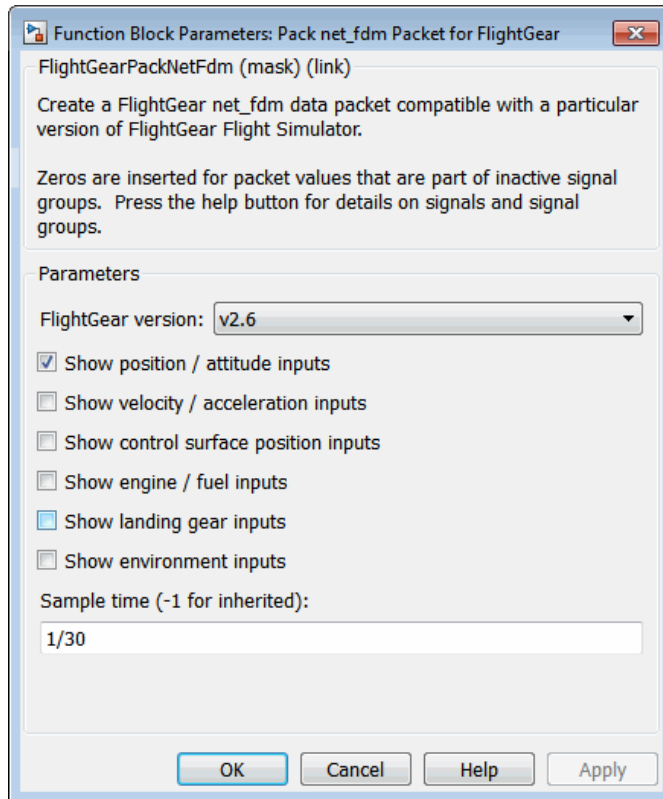 Function Block Parameters: Pack net_fdm Packet for FlightGear
FlightGearPackNetFdm (mask) (link)
Create a FlightGear net_fdm data packet compatible with a particular
version of FlightGear Flight Simulator.
Zeros are inserted for packet values that are part of inactive signal
groups.  Press the help button for details on signals and signal
groups.
Parameters
FlightGear version: v2.6
Show position / attitude inputs
Show velocity / acceleration inputs
Show control surface position inputs
Show engine / fuel inputs
Show landing gear inputs
Show environment inputs
Sample time (-1 for inherited):
1/30
OK Cancel Help Apply